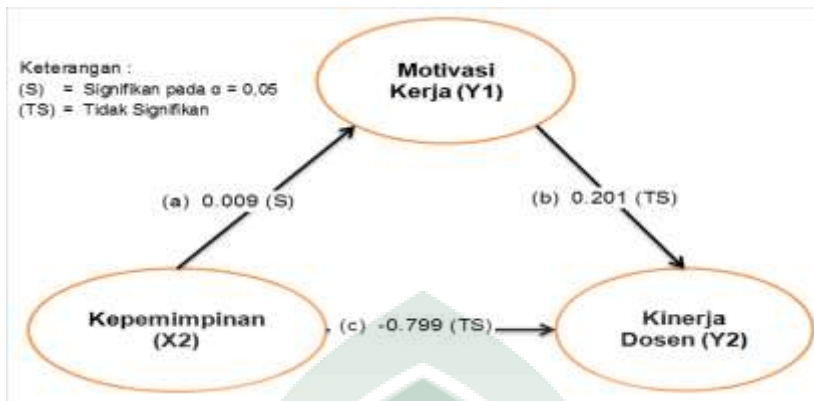 Keterangan :
(S) = Signifikan pada α = 0,05
(TS) = Tidak Signifikan
Motivasi
Kerja (Y1)
(a) 0.009 (S)
(b) 0.201 (TS)
Kepemimpinan
(X2)
(c) -0.799 (TS)
Kinerja
Dosen (Y2)